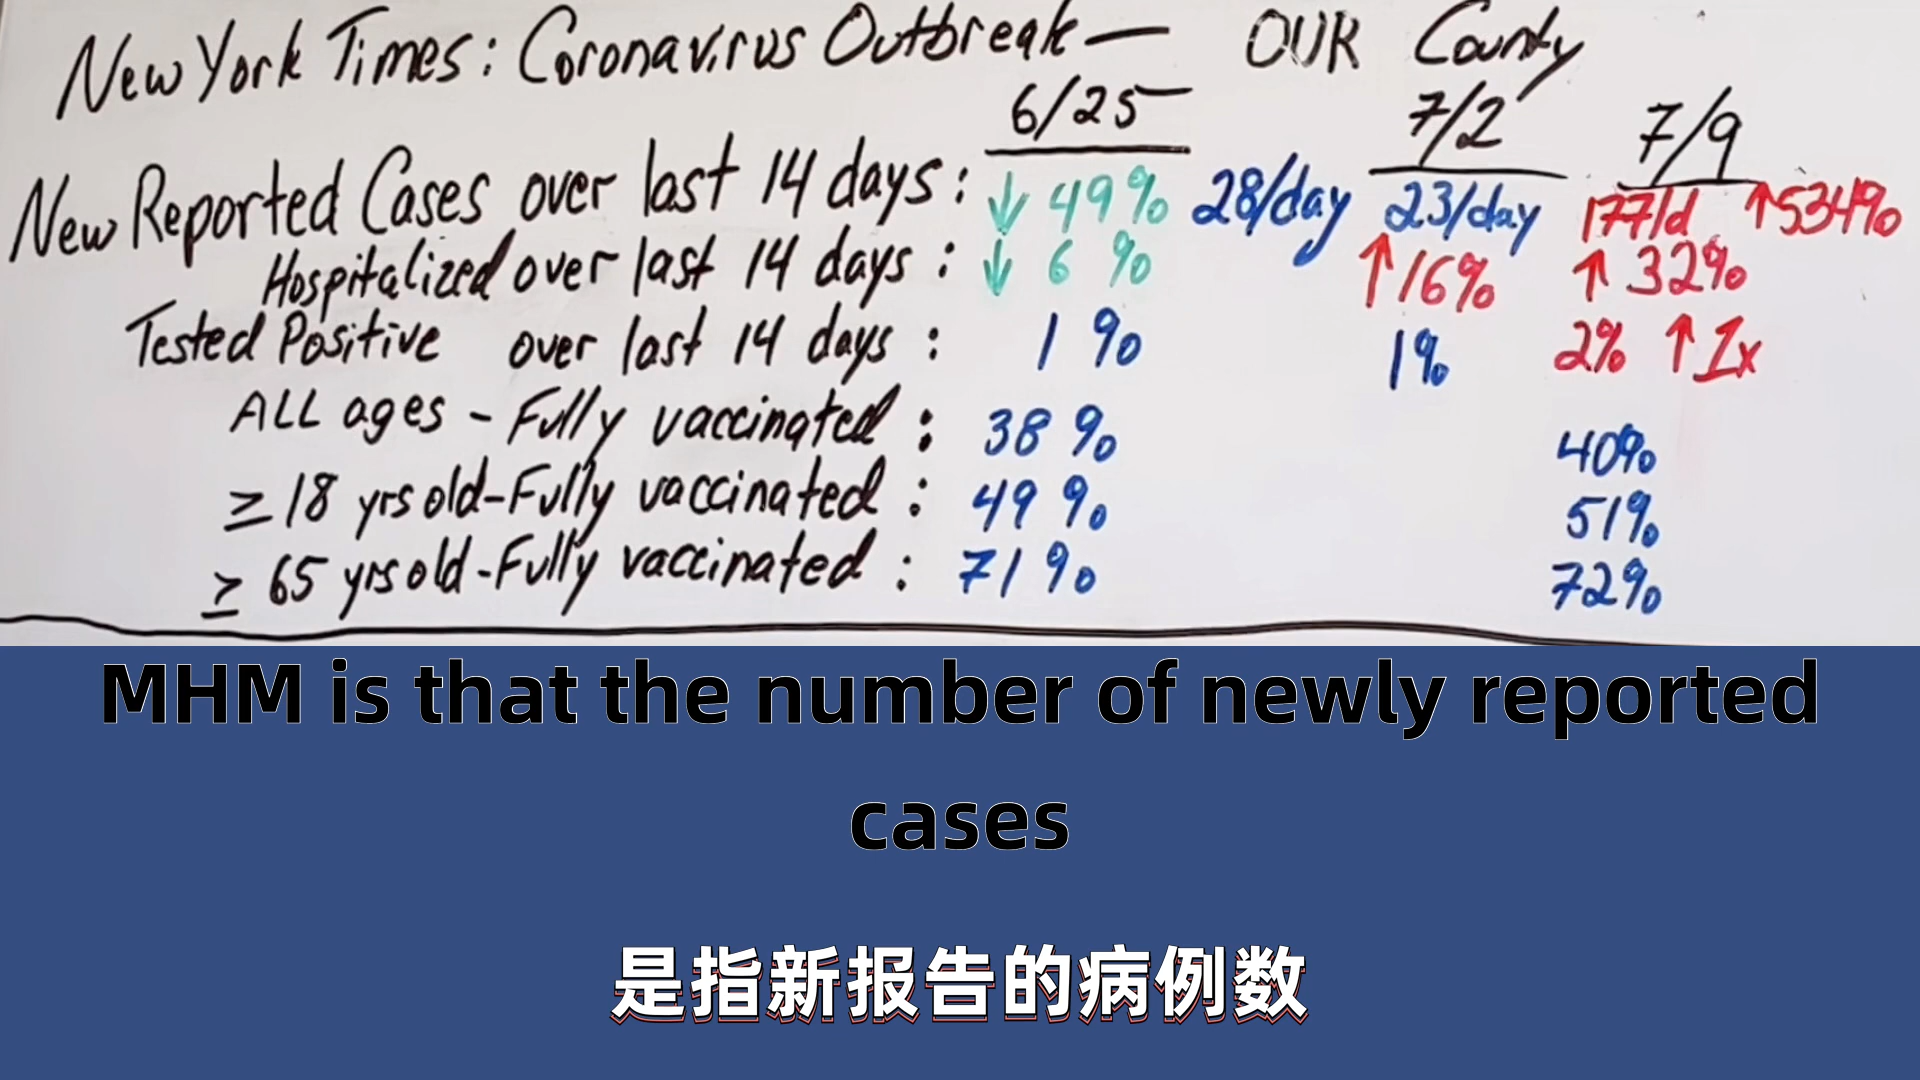 New York Times: Coronavirus Outbreak — OUR County
6/25 7/2 7/9
New Reported Cases over last 14 days: ↓ 49% 28/day 23/day 177/d ↑534%
Hospitalized over last 14 days: ↓ 6% ↑16% ↑ 32%
Tested Positive over last 14 days: 1% 1% 2% ↑ 1x
ALL ages - Fully vaccinated: 38% 40%
≥ 18 yrs old-Fully vaccinated: 49% 51%
≥ 65 yrs old-Fully vaccinated: 71% 72%
MHM is that the number of newly reported
cases
是指新报告的病例数